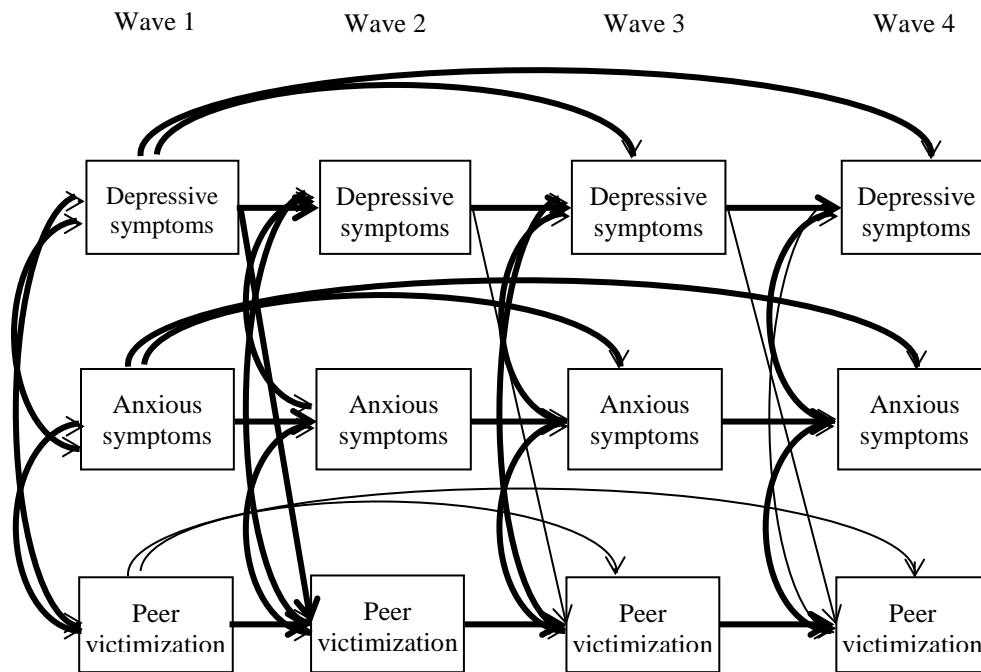 Wave 1
Wave 2
Wave 3
Wave 4
Depressive
symptoms
Depressive
symptoms
Depressive
symptoms
Depressive
symptoms
Anxious
symptoms
Anxious
symptoms
Anxious
symptoms
Anxious
symptoms
Peer
victimization
Peer
victimization
Peer
victimization
Peer
victimization